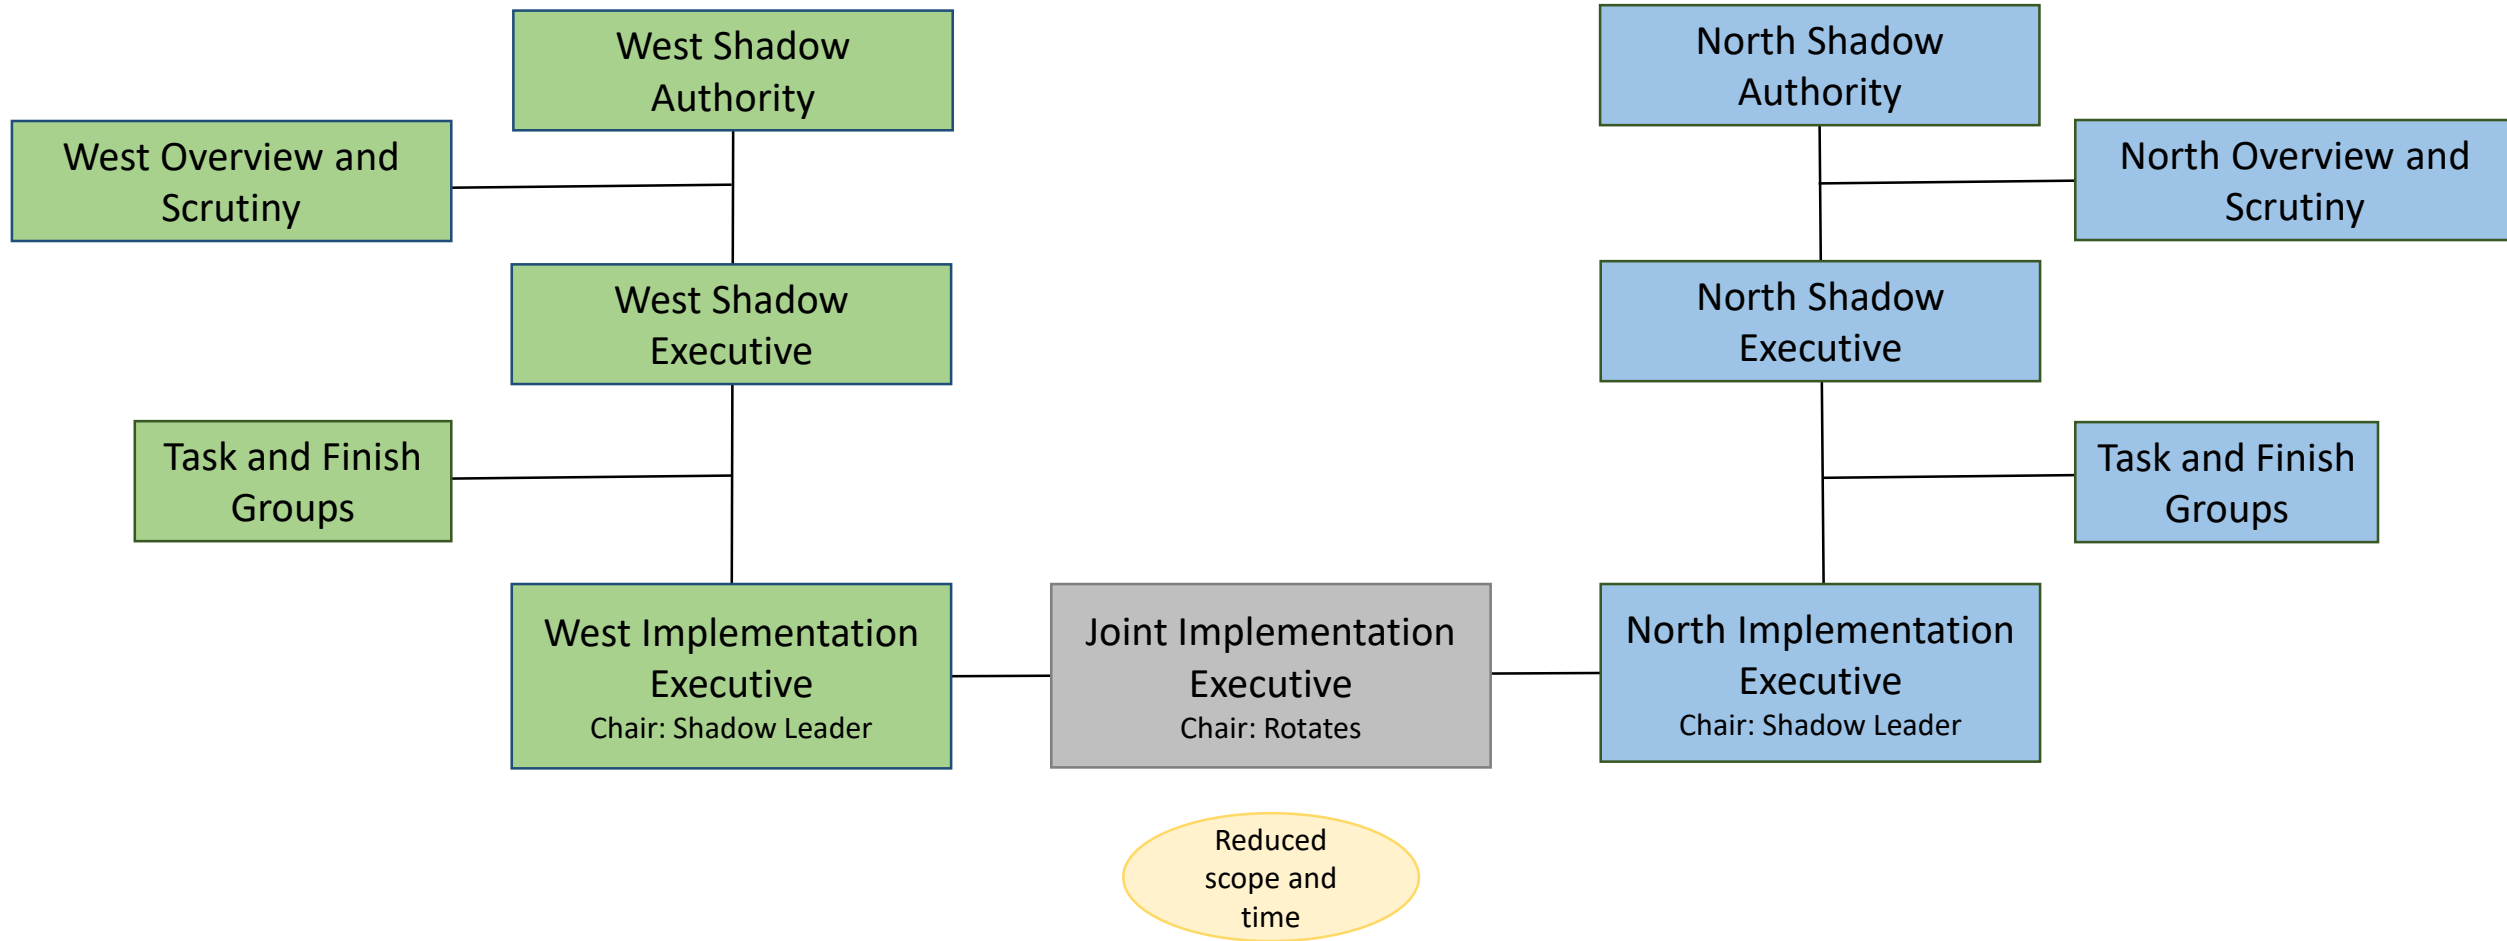 West Shadow
Authority
North Shadow
Authority
West Overview and
Scrutiny
North Overview and
Scrutiny
West Shadow
Executive
North Shadow
Executive
Task and Finish
Groups
Task and Finish
Groups
West Implementation
Executive
Chair: Shadow Leader
Joint Implementation
Executive
Chair: Rotates
North Implementation
Executive
Chair: Shadow Leader
Reduced
scope and
time